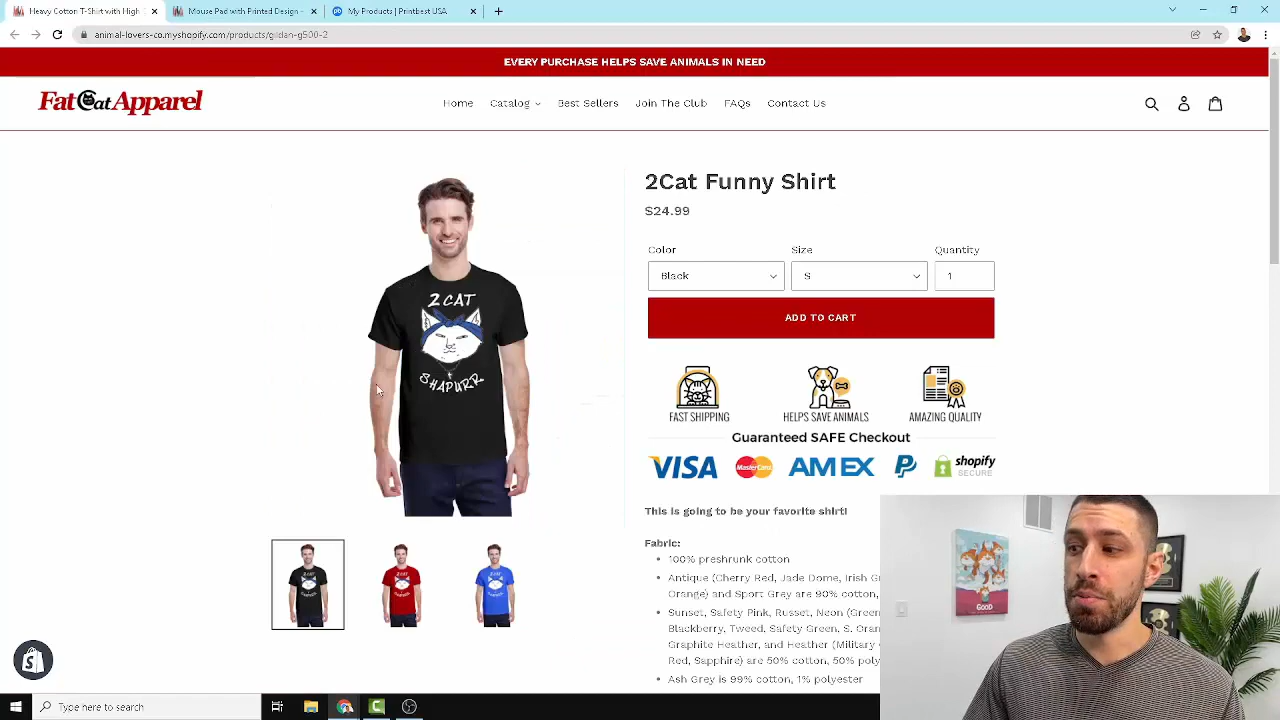 Heavy Cotton T-Shirt with High
Mouse Pad with Printed Design -
My Products | Printbest USA
animal-lovers-co.myshopify.com/products/gildan-g500-2
EVERY PURCHASE HELPS SAVE ANIMALS IN NEED
Fat Cat Apparel
Home Catalog Best Sellers Join The Club FAQs Contact Us
2Cat Funny Shirt
$24.99
Color Size Quantity
Black S 1
ADD TO CART
2 CAT
SHAPURR
FAST SHIPPING HELPS SAVE ANIMALS AMAZING QUALITY
Guaranteed SAFE Checkout
VISA MasterCard AMEX P shopify
SECURE
This is going to be your favorite shirt!
Fabric:
100% preshrunk cotton
Antique (Cherry Red, Jade Dome, Irish G
Orange) and Sport Grey are 90% cotton,
Sunset, Safety Pink, Russet, Neon (Green
Blackberry, Tweed, Safety Green, S. Oran
Graphite Heather, and Heather (Military
Red, Sapphire) are 50% cotton, 50% poly
Ash Grey is 99% cotton, 1% polyester
GOOD
Type here to search